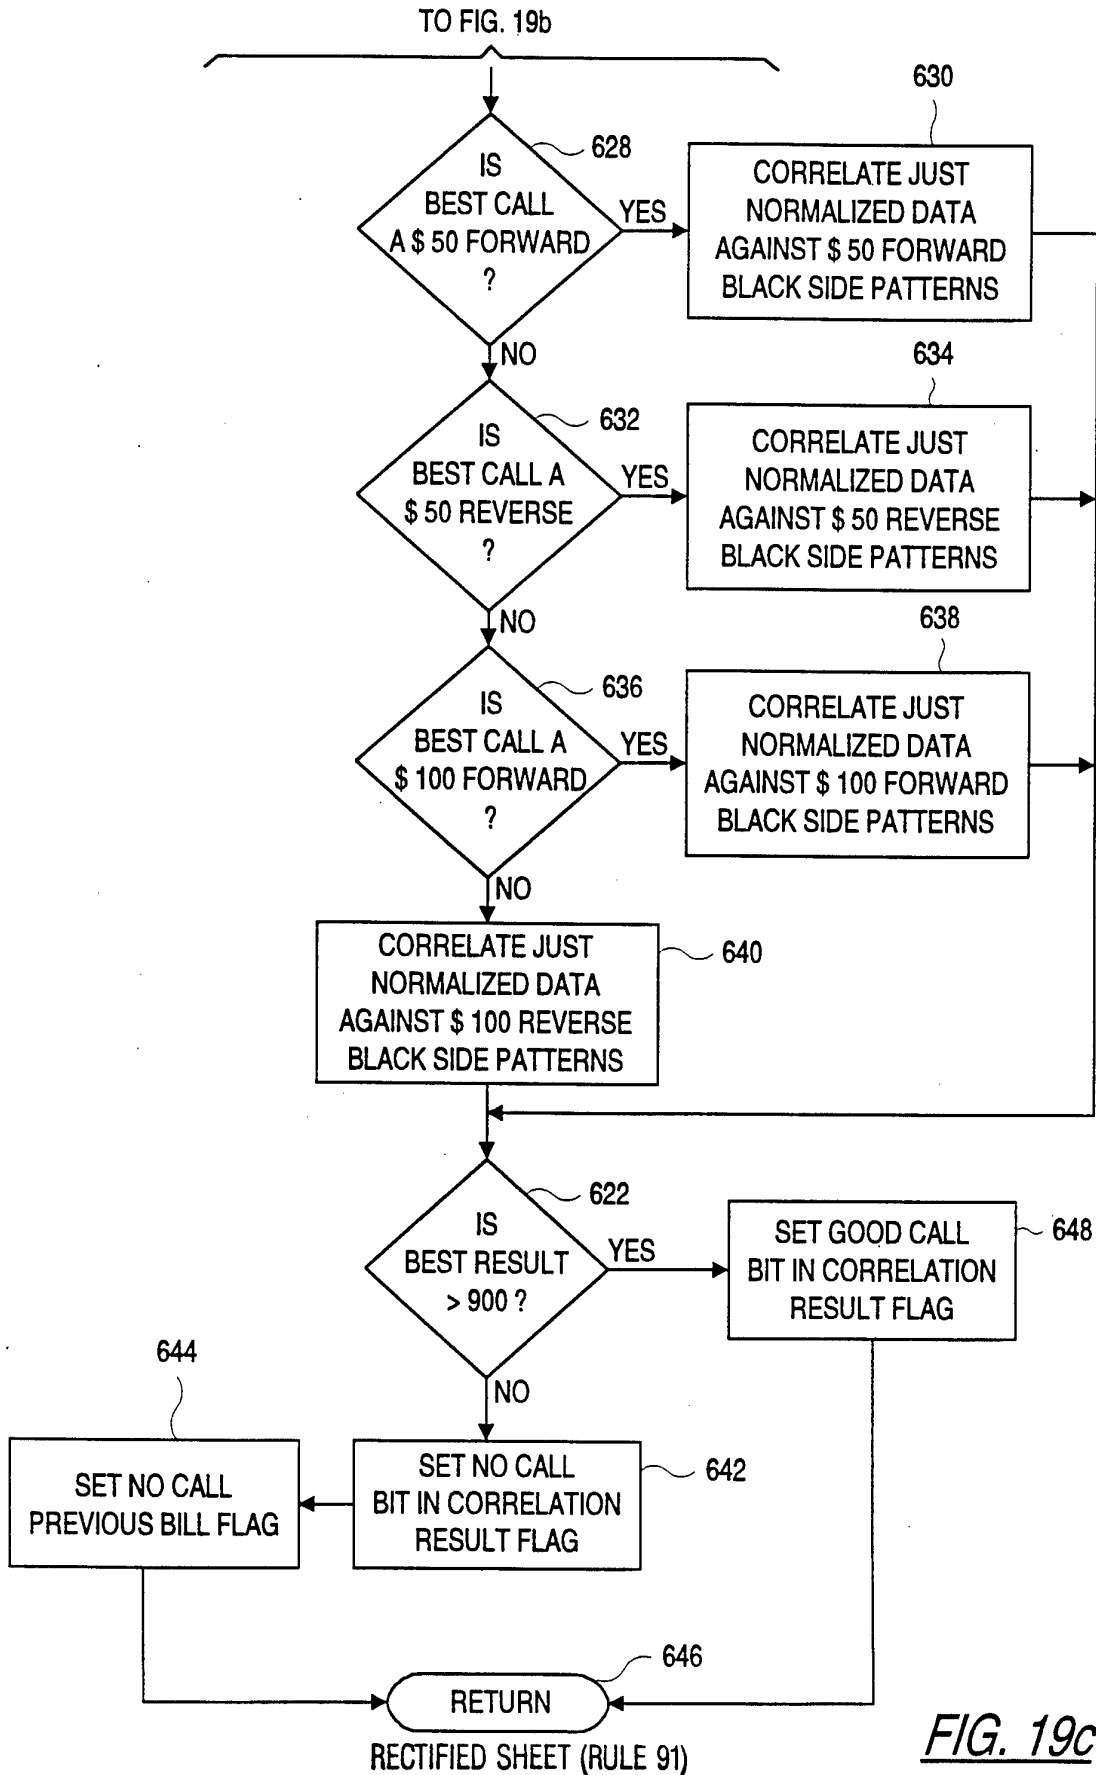 TO FIG. 19b
630
628
IS
BEST CALL
A $ 50 FORWARD
?
YES
CORRELATE JUST
NORMALIZED DATA
AGAINST $ 50 FORWARD
BLACK SIDE PATTERNS
NO
634
632
IS
BEST CALL A
$ 50 REVERSE
?
YES
CORRELATE JUST
NORMALIZED DATA
AGAINST $ 50 REVERSE
BLACK SIDE PATTERNS
NO
638
636
IS
BEST CALL A
$ 100 FORWARD
?
YES
CORRELATE JUST
NORMALIZED DATA
AGAINST $ 100 FORWARD
BLACK SIDE PATTERNS
NO
CORRELATE JUST
NORMALIZED DATA
AGAINST $ 100 REVERSE
BLACK SIDE PATTERNS
640
622
IS
BEST RESULT
> 900 ?
YES
SET GOOD CALL
BIT IN CORRELATION
RESULT FLAG
648
NO
644
SET NO CALL
PREVIOUS BILL FLAG
SET NO CALL
BIT IN CORRELATION
RESULT FLAG
642
646
RETURN
RECTIFIED SHEET (RULE 91)
FIG. 19c